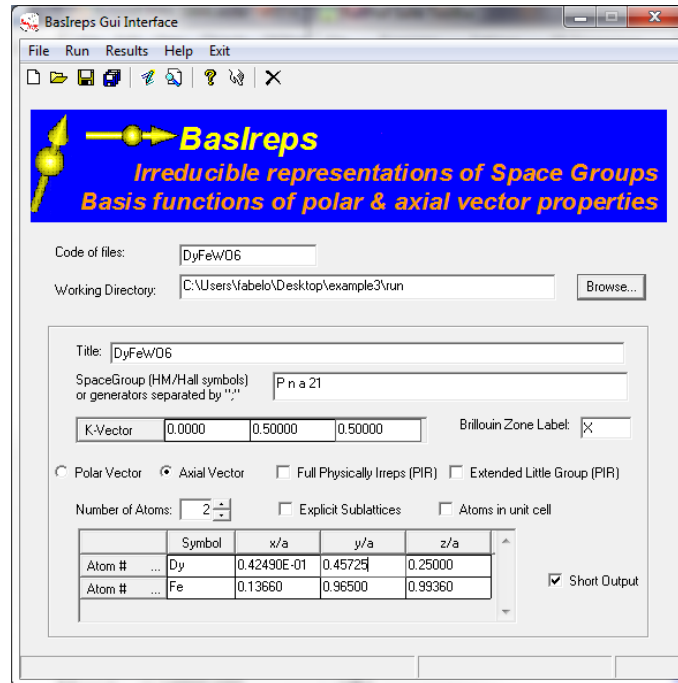 BasIreps Gui Interface
File Run Results Help Exit
BasIreps
Irreducible representations of Space Groups
Basis functions of polar & axial vector properties
Code of files: DyFeWO6
Working Directory: C:\Users\fabelo\Desktop\example3\run Browse...
Title: DyFeWO6
SpaceGroup (HM/Hall symbols) P n a 21
or generators separated by ";"
K-Vector 0.0000 0.50000 0.50000 Brillouin Zone Label: X
Polar Vector Axial Vector Full Physically Irreps (PIR) Extended Little Group (PIR)
Number of Atoms: 2 Explicit Sublattices Atoms in unit cell
Symbol x/a y/a z/a
Atom # ... Dy 0.42490E-01 0.45725 0.25000
Short Output
Atom # ... Fe 0.13660 0.96500 0.99360